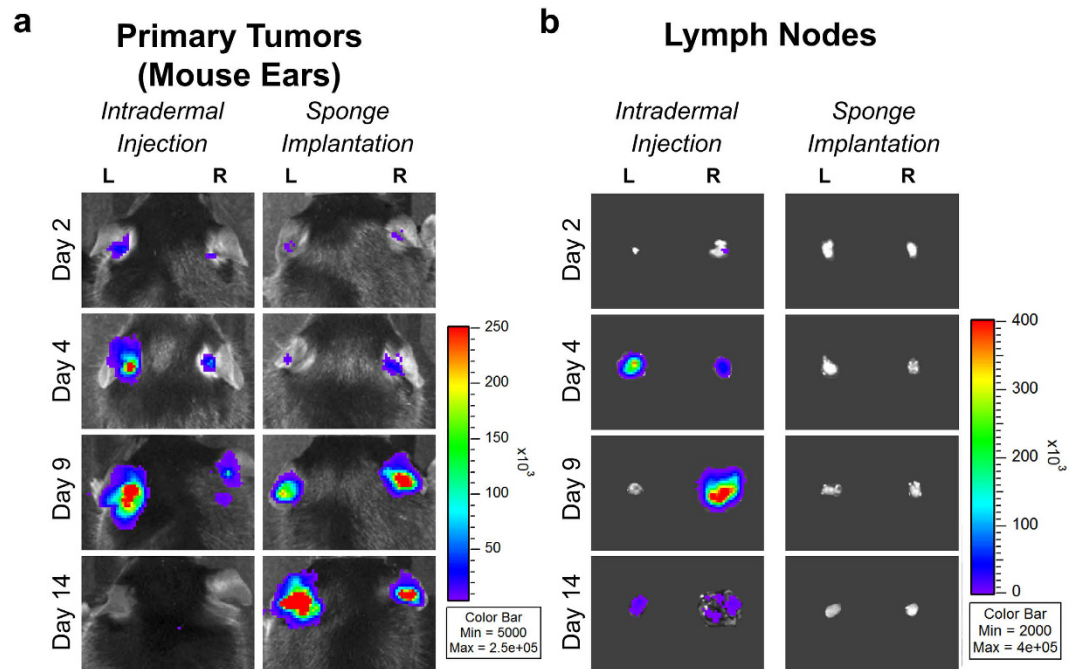 a
Primary Tumors
(Mouse Ears)
Intradermal
Injection
Sponge
Implantation
L
R
L
R
Day 2
Day 4
Day 9
Day 14
250
200
150
100
50
x10³
Color Bar
Min = 5000
Max = 2.5e+05
b
Lymph Nodes
Intradermal
Injection
Sponge
Implantation
L
R
L
R
Day 2
Day 4
Day 9
Day 14
400
300
200
100
0
x10³
Color Bar
Min = 2000
Max = 4e+05